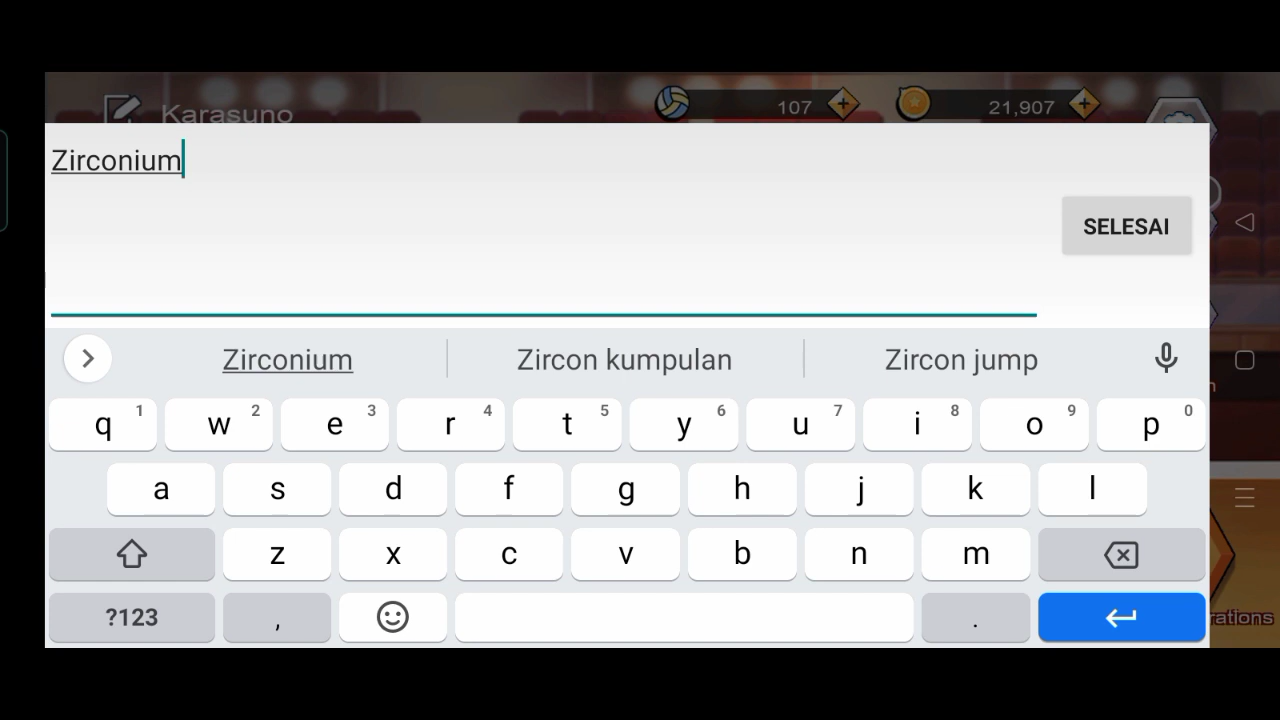 Karasuno 107 21,907
Zirconium
SELESAI
Zirconium Zircon kumpulan Zircon jump
q 1 w 2 e 3 r 4 t 5 y 6 u 7 i 8 o 9 p 0
a s d f g h j k l
z x c v b n m
?123 , .
rations